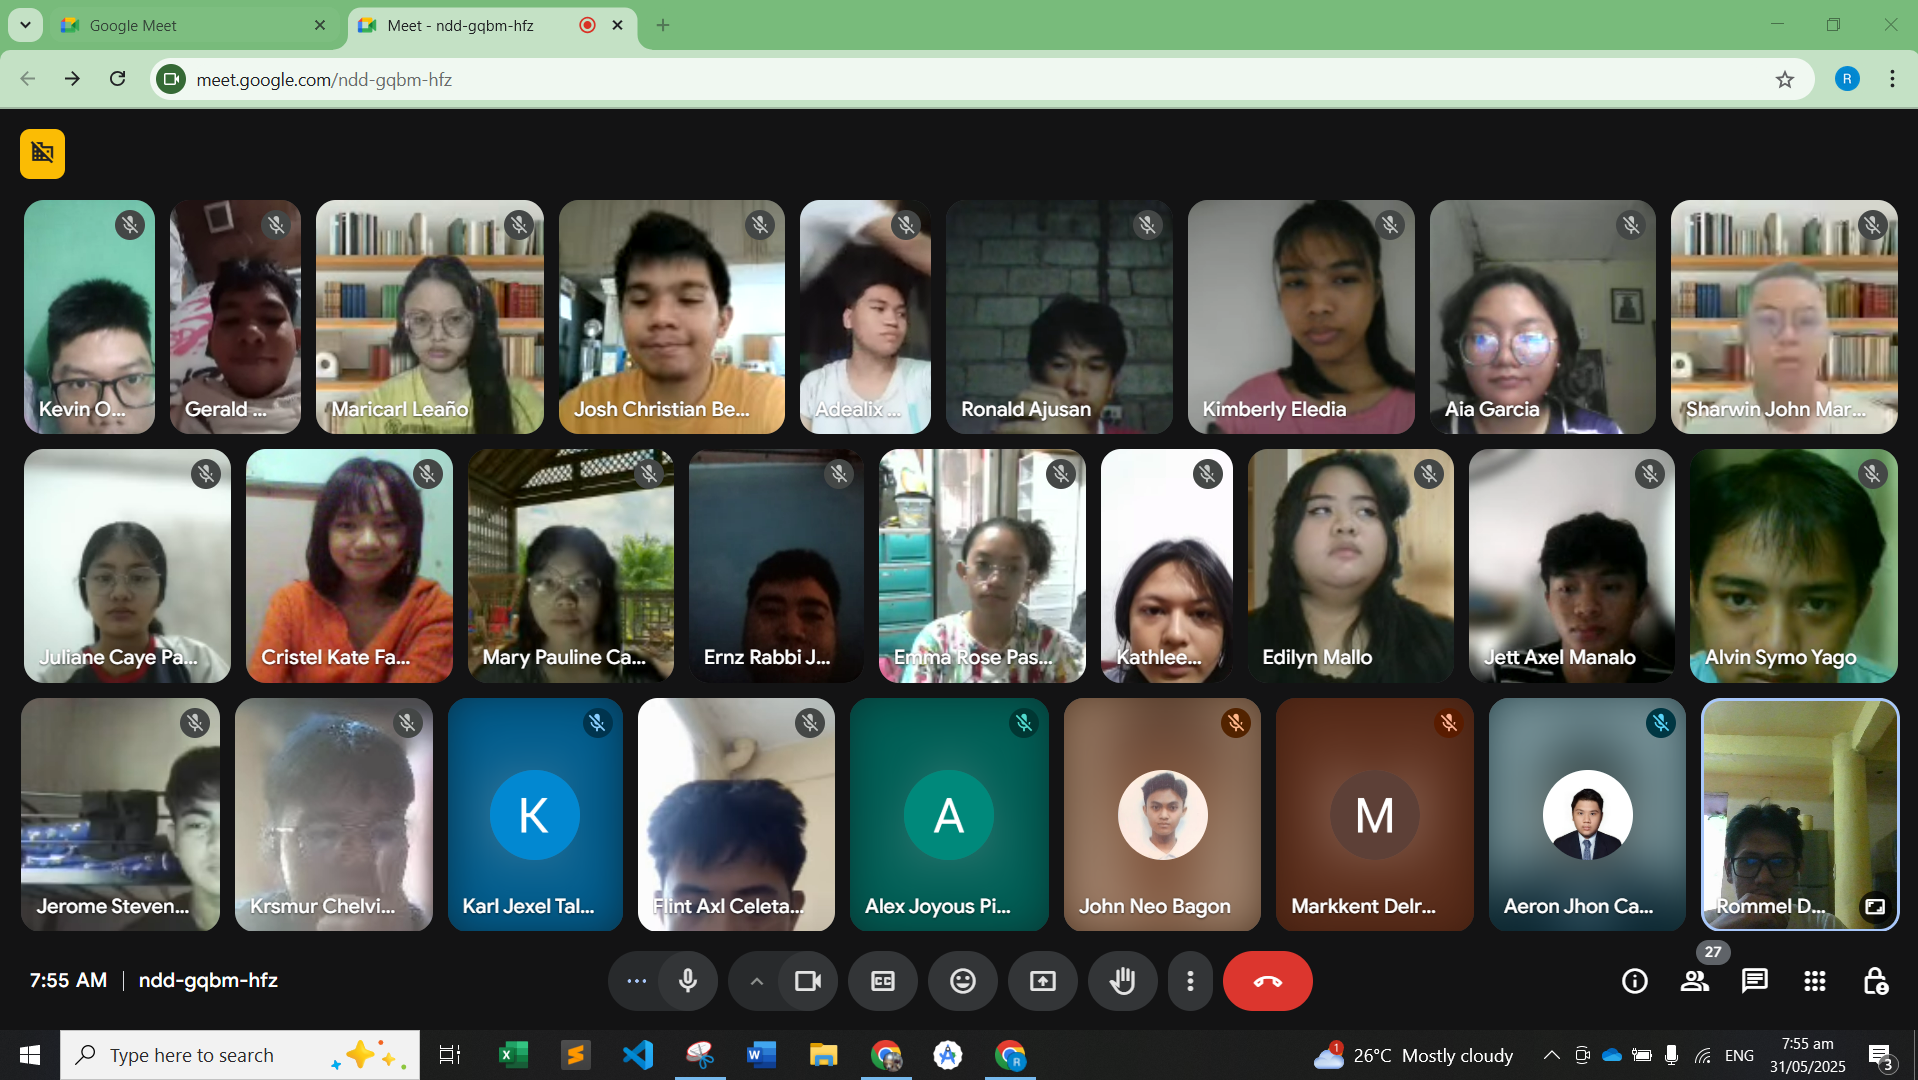 Google Meet
Meet - ndd-gqbm-hfz
meet.google.com/ndd-gqbm-hfz
R
Kevin O...
Gerald ...
Maricarl Leaño
Josh Christian Be...
Adealix ...
Ronald Ajusan
Kimberly Eledia
Aia Garcia
Sharwin John Mar...
Juliane Caye Pa...
Cristel Kate Fa...
Mary Pauline Ca...
Ernz Rabbi J...
Emma Rose Pas...
Kathlee...
Edilyn Mallo
Jett Axel Manalo
Alvin Symo Yago
K
A
M
Jerome Steven...
Krsmur Chelvi...
Karl Jexel Tal...
Flint Axl Celeta...
Alex Joyous Pi...
John Neo Bagon
Markkent Delr...
Aeron Jhon Ca...
Rommel D...
27
7:55 AM | ndd-gqbm-hfz
CC
Type here to search
1
26°C Mostly cloudy
ENG
7:55 am
31/05/2025
3